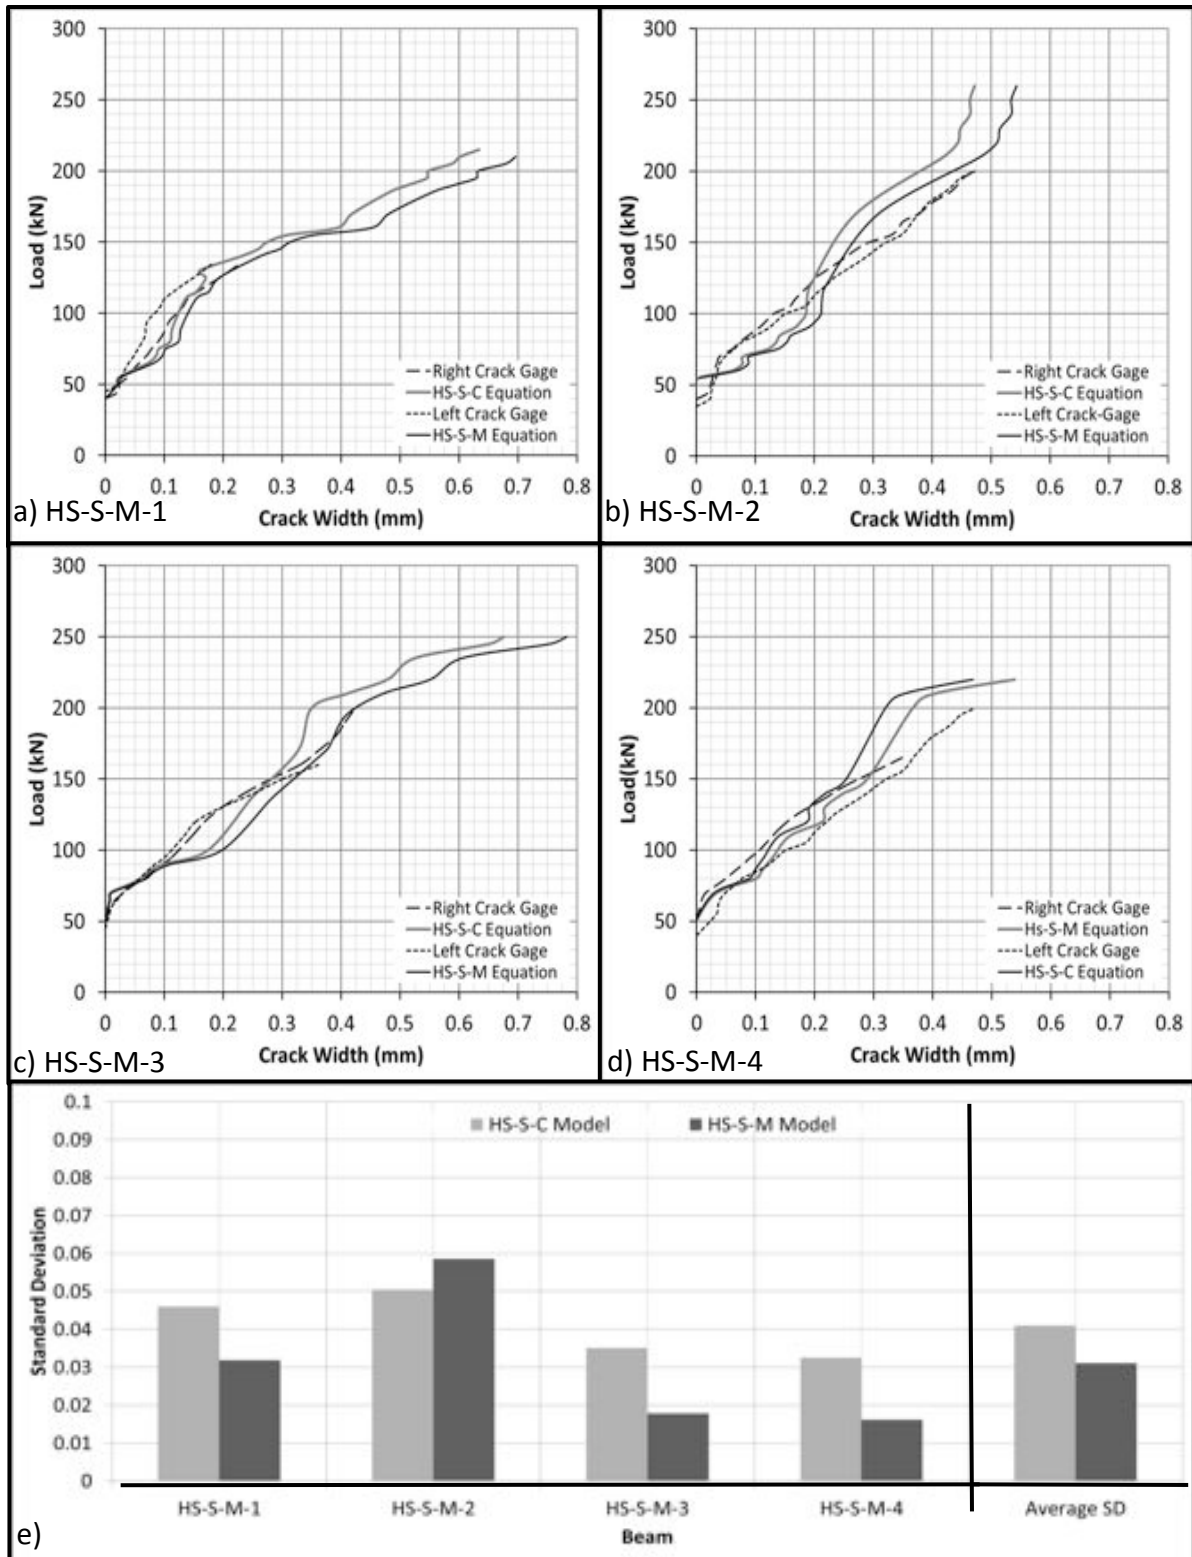 300
250
200
150
100
50
0
Load (kN)
Right Crack Gage
HS-S-C Equation
Left Crack Gage
HS-S-M Equation
0 0.1 0.2 0.3 0.4 0.5 0.6 0.7 0.8
Crack Width (mm)
a) HS-S-M-1
300
250
200
150
100
50
0
Load (kN)
Right Crack Gage
HS-S-C Equation
Left Crack-Gage
HS-S-M Equation
0 0.1 0.2 0.3 0.4 0.5 0.6 0.7 0.8
Crack Width (mm)
b) HS-S-M-2
300
250
200
150
100
50
0
Load (kN)
Right Crack Gage
HS-S-C Equation
Left Crack Gage
HS-S-M Equation
0 0.1 0.2 0.3 0.4 0.5 0.6 0.7 0.8
Crack Width (mm)
c) HS-S-M-3
300
250
200
150
100
50
0
Load(kN)
Right Crack Gage
Hs-S-M Equation
Left Crack Gage
HS-S-C Equation
0 0.1 0.2 0.3 0.4 0.5 0.6 0.7 0.8
Crack Width (mm)
d) HS-S-M-4
0.1
0.09
0.08
0.07
0.06
0.05
0.04
0.03
0.02
0.01
0
Standard Deviation
HS-S-C Model HS-S-M Model
HS-S-M-1 HS-S-M-2 HS-S-M-3 HS-S-M-4 Average SD
Beam
e)